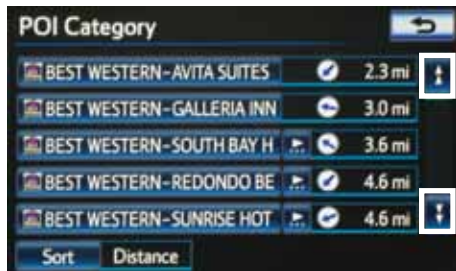 POI Category
BEST WESTERN-AVITA SUITES 2.3 mi
BEST WESTERN-GALLERIA INN 3.0 mi
BEST WESTERN-SOUTH BAY H 3.6 mi
BEST WESTERN-REDONDO BE 4.6 mi
BEST WESTERN-SUNRISE HOT 4.6 mi
Sort Distance